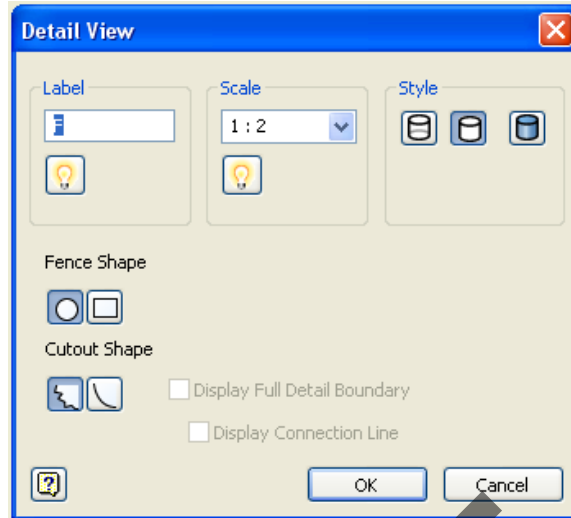 Detail View
Label
Scale
Style
F
1 : 2
Fence Shape
Cutout Shape
Display Full Detail Boundary
Display Connection Line
OK
Cancel